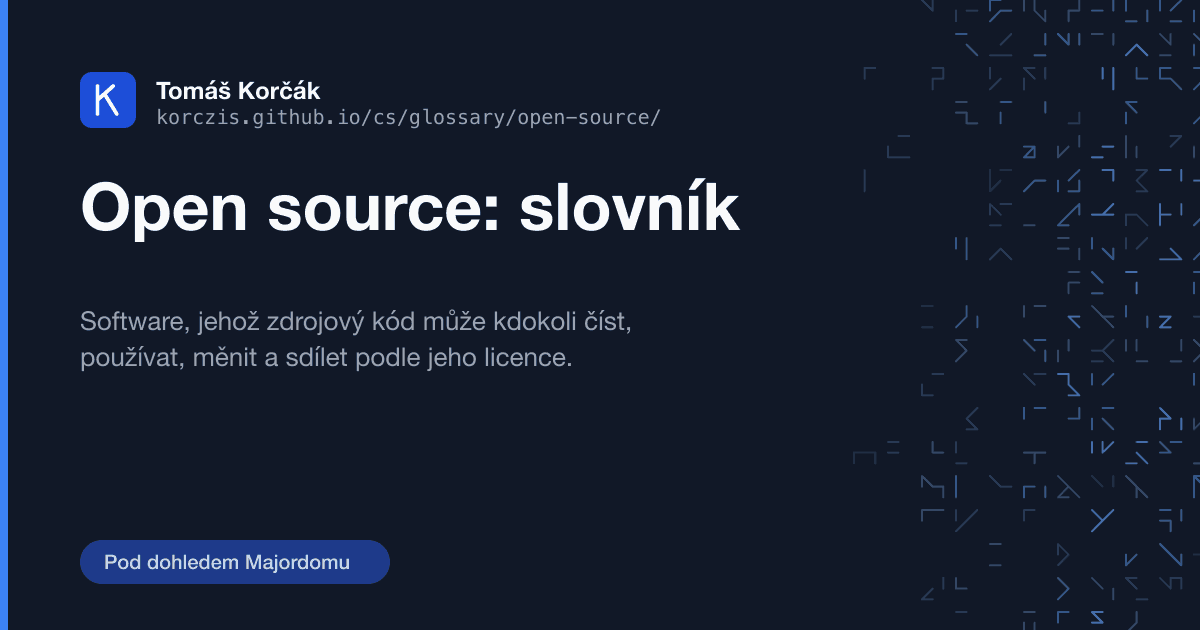 K
Tomáš Korčák
korczis.github.io/cs/glossary/open-source/
Open source: slovník
Software, jehož zdrojový kód může kdokoli číst,
používat, měnit a sdílet podle jeho licence.
Pod dohledem Majordomu